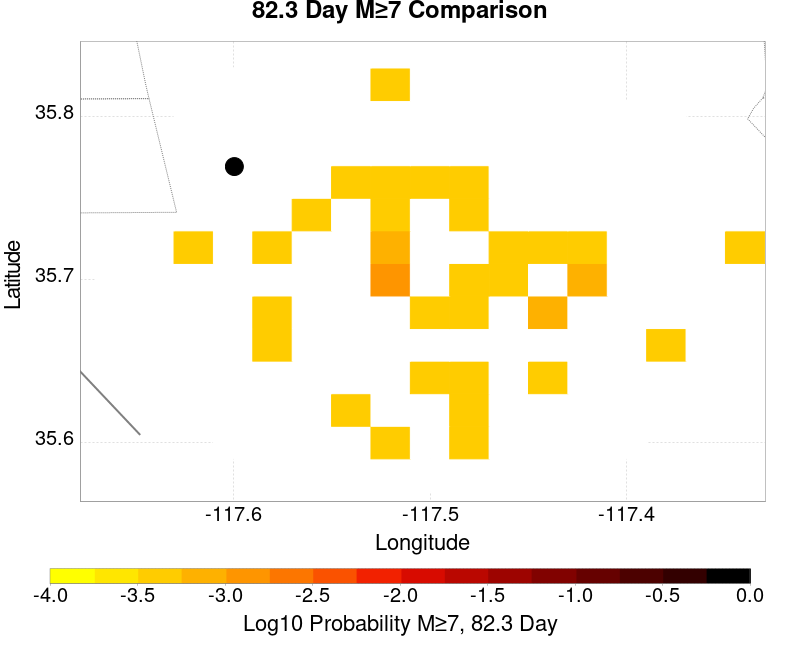 82.3 Day M≥7 Comparison
35.8
35.7
35.6
Latitude
-117.6 -117.5 -117.4
Longitude
-4.0 -3.5 -3.0 -2.5 -2.0 -1.5 -1.0 -0.5 0.0
Log10 Probability M≥7, 82.3 Day